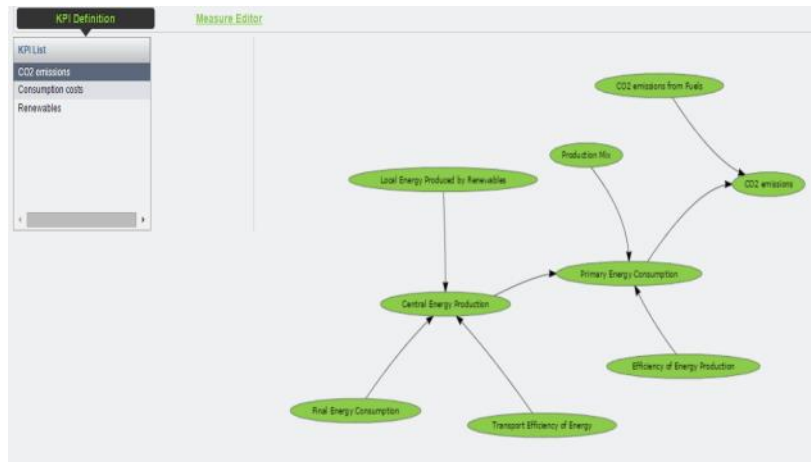 KPI Definition
Measure Editor
KPI List
CO2 emissions
Consumption costs
Renewables
CO2 emissions from Fuels
Production Mix
Local Energy Produced by Renewables
CO2 emissions
Primary Energy Consumption
Central Energy Production
Efficiency of Energy Production
Final Energy Consumption
Transport Efficiency of Energy